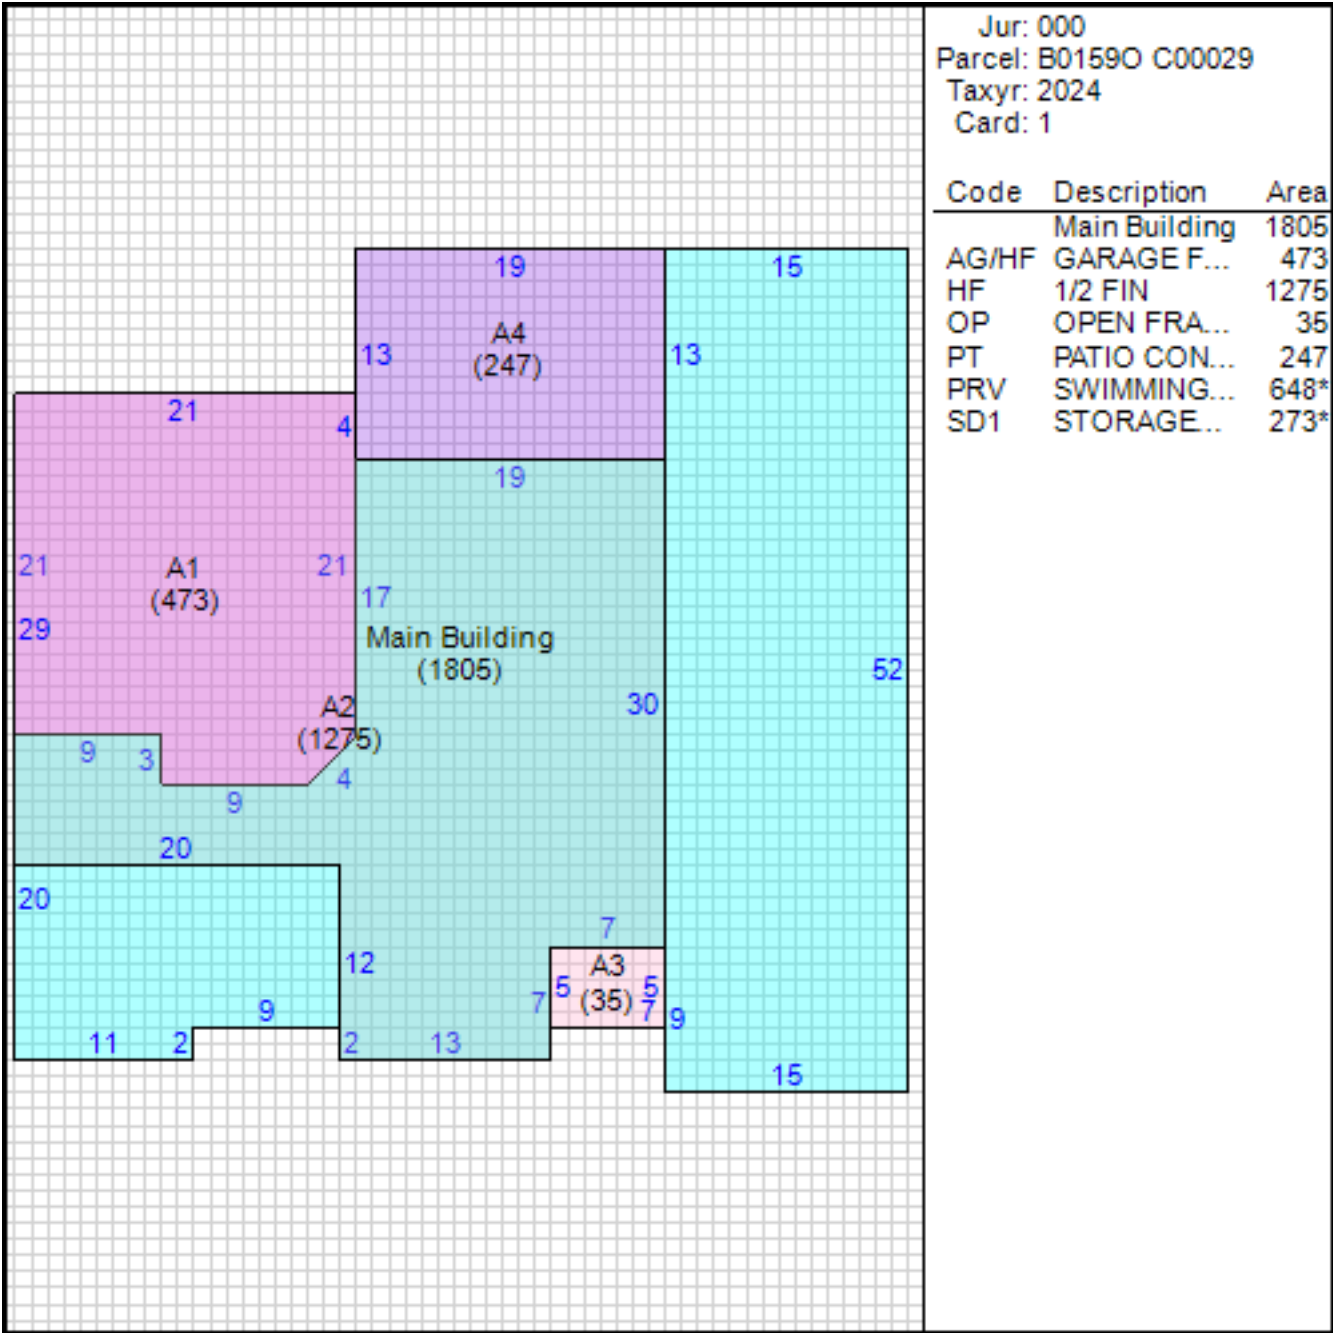 Jur: 000
Parcel: B0159O C00029
Taxyr: 2024
Card: 1
Code Description Area
Main Building 1805
AG/HF GARAGE F... 473
HF 1/2 FIN 1275
OP OPEN FRA... 35
PT PATIO CON... 247
PRV SWIMMING... 648*
SD1 STORAGE... 273*
19
15
A4
(247)
13
13
21
4
19
21
A1
(473)
21
17
29
Main Building
(1805)
52
30
A2
(1275)
9
3
4
9
20
20
7
12
A3
(35)
5
5
7
7
9
9
11
2
2
13
15